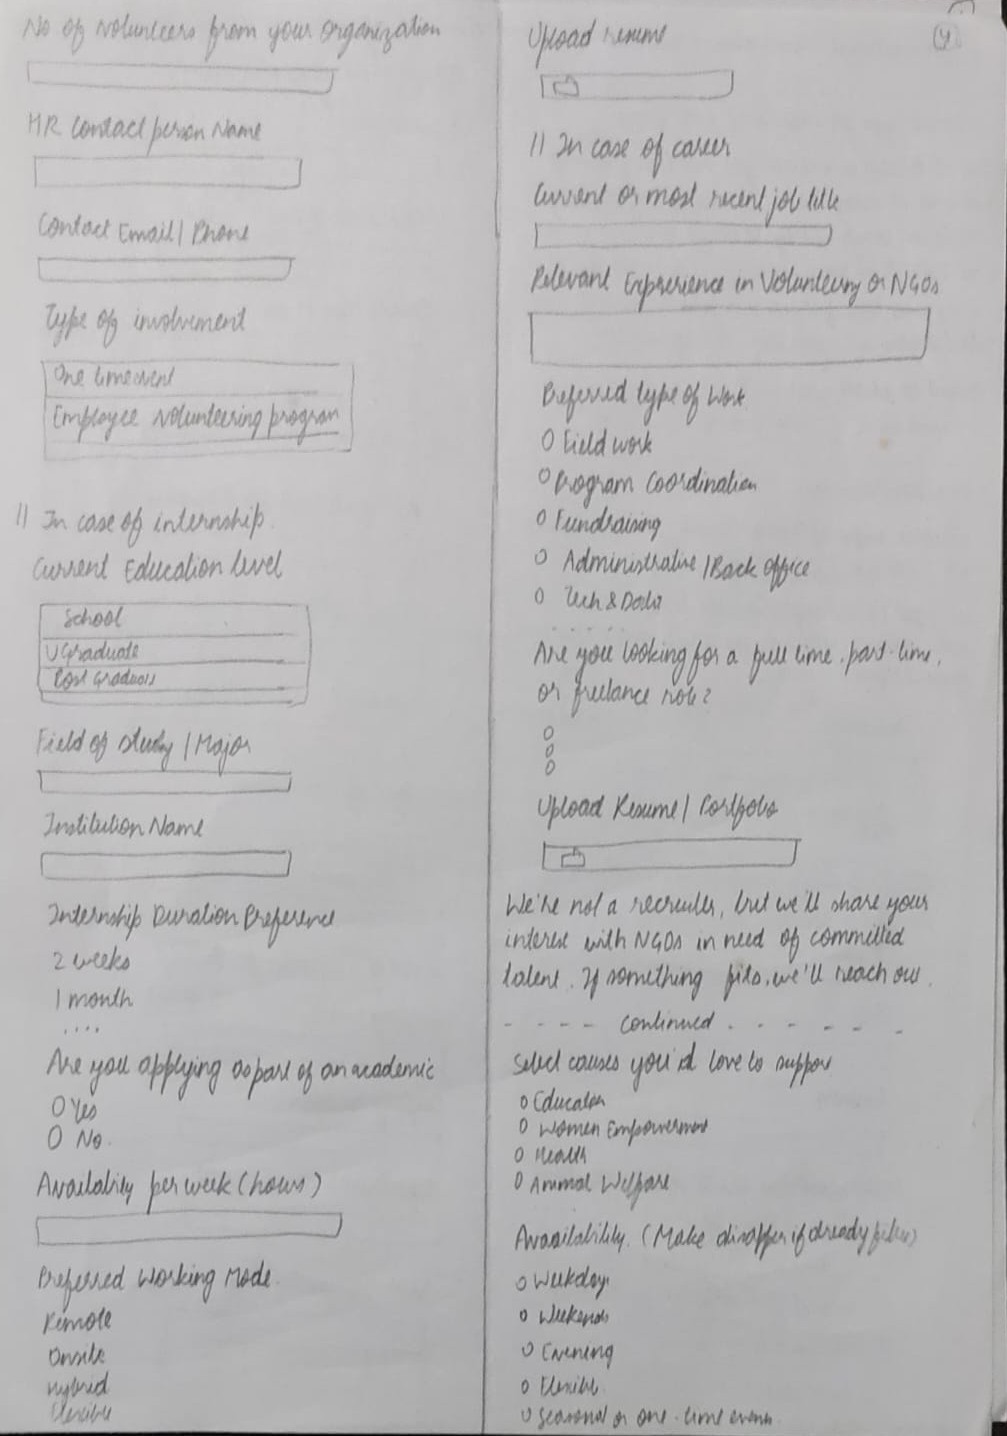 No of volunteers from your organization
HR Contact person Name
Contact Email / Phone
Type of involvement
One time event
Employee volunteering program
// In case of internship.
Current Education level
School
UGraduate
Post Graduate
Field of study / Major
Institution Name
Internship Duration Preference
2 weeks
1 month
....
Are you applying as part of an academic
O Yes
O No.
Availability per week (hours)
Preferred Working Mode.
Remote
Onsite
Hybrid
Flexible
4
Upload resume
// In case of career
Current or most recent job title
Relevant Experience in Volunteering or NGOs
Preferred type of Work
O Field work
O Program Coordination
O Fundraising
O Administrative / Back office
O Tech & Data
.....
Are you looking for a full time, part-time,
or freelance role?
O
O
O
Upload Resume / Portfolio
We're not a recruiter, but we'll share your
interest with NGOs in need of committed
talent. If something fits, we'll reach out.
- - - - - Continued - - - - - -
Select causes you'd love to support
O Education
O Women Empowerment
O Health
O Animal Welfare
Availability. (Make disappear if already filled)
O Weekdays
O Weekends
O Evening
O Flexible
O Seasonal or one-time events